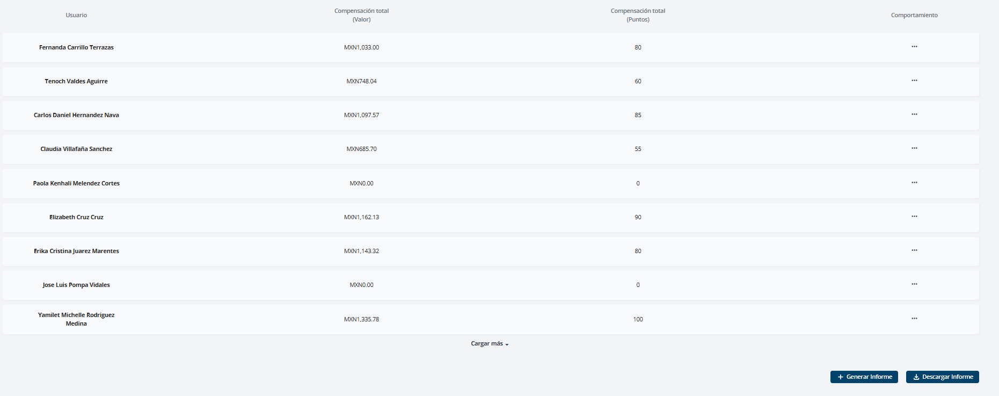 Usuario
Compensación total
(Valor)
Compensación total
(Puntos)
Comportamiento
Fernanda Carrillo Terrazas MXN1,033.00 80 ...
Tenoch Valdes Aguirre MXN748.04 60 ...
Carlos Daniel Hernandez Nava MXN1,097.57 85 ...
Claudia Villafaña Sanchez MXN685.70 55 ...
Paola Kenhali Melendez Cortes MXN0.00 0 ...
Elizabeth Cruz Cruz MXN1,162.13 90 ...
Erika Cristina Juarez Marentes MXN1,143.32 80 ...
Jose Luis Pompa Vidales MXN0.00 0 ...
Yamilet Michelle Rodriguez
Medina
MXN1,335.78 100 ...
Cargar más
Generar Informe
Descargar Informe